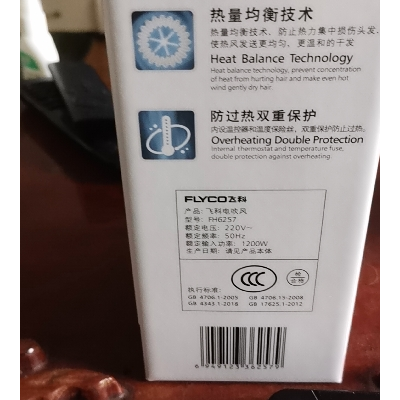 热量均衡技术
热量均衡技术，防止热力集中损伤头发，
使热风发送更均匀、更温和的干发
Heat Balance Technology
Heat balance technology, prevent concentration
of heat from hurting hair and make even hot
wind gently dry hair.
防过热双重保护
内设温控器和温度保险丝，双重保护防止过热。
Overheating Double Protection
Internal thermostat and temperature fuse,
double protection against overheating.
FLYCO飞科
产品：飞科电吹风
型号：FH6257
额定电压：220V~
额定频率：50Hz
额定输入功率：1200W
生产日期：请见产品本体
CCC
检
合格
执行标准：
GB 4706.1-2005 GB 4706.15-2008
GB 4343.1-2018 GB 17625.1-2012
6949123362579